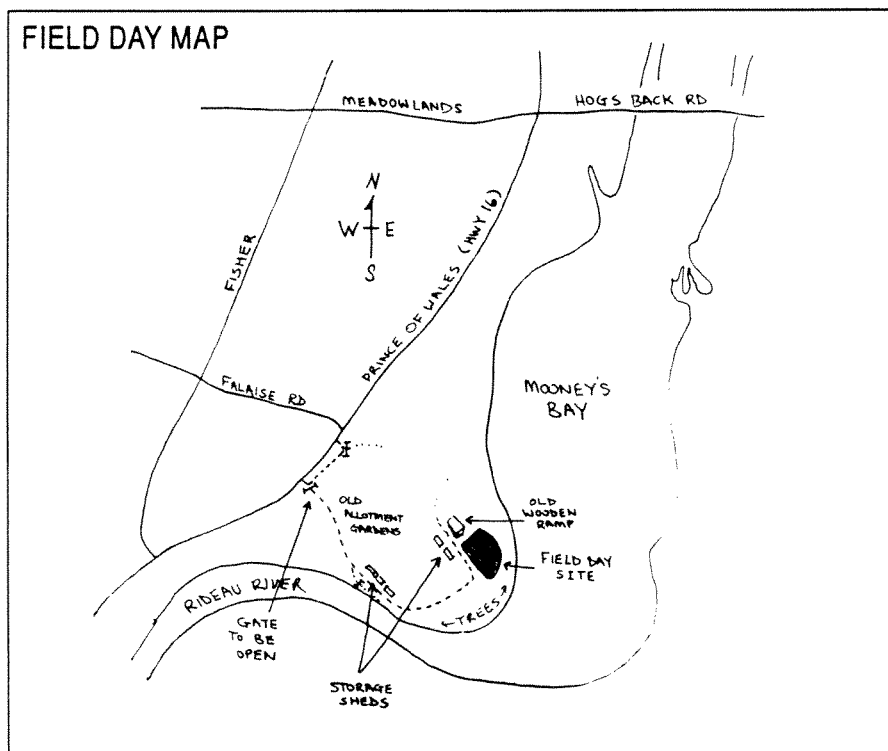 FIELD DAY MAP
MEADOWLANDS
HOGS BACK RD
N
W E
S
FISHER
PRINCE OF WALES (HWY 16)
FALAISE RD
MOONEY'S
BAY
OLD
ALLOTMENT
GARDENS
OLD
WOODEN
RAMP
FIELD DAY
SITE
TREES
RIDEAU RIVER
GATE
TO BE
OPEN
STORAGE
SHEDS